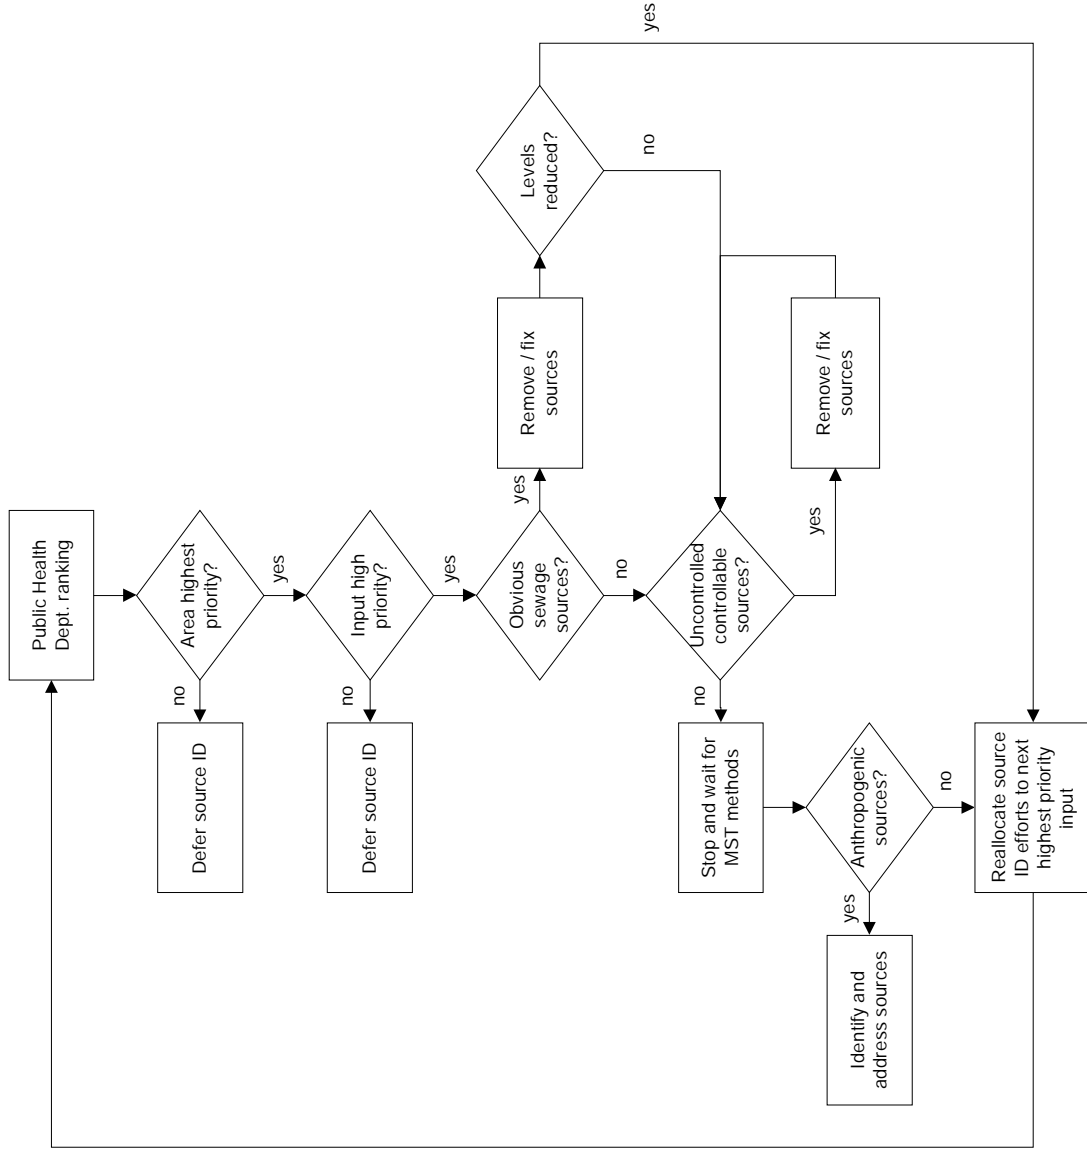 Public Health
Dept. ranking
Area highest
priority?
no
Defer source ID
yes
Input high
priority?
no
Defer source ID
yes
Obvious
sewage
sources?
yes
Remove / fix
sources
Levels
reduced?
yes
no
no
Uncontrolled
controllable
sources?
yes
Remove / fix
sources
no
Stop and wait for
MST methods
Anthropogenic
sources?
yes
Identify and
address sources
no
Reallocate source
ID efforts to next
highest priority
input